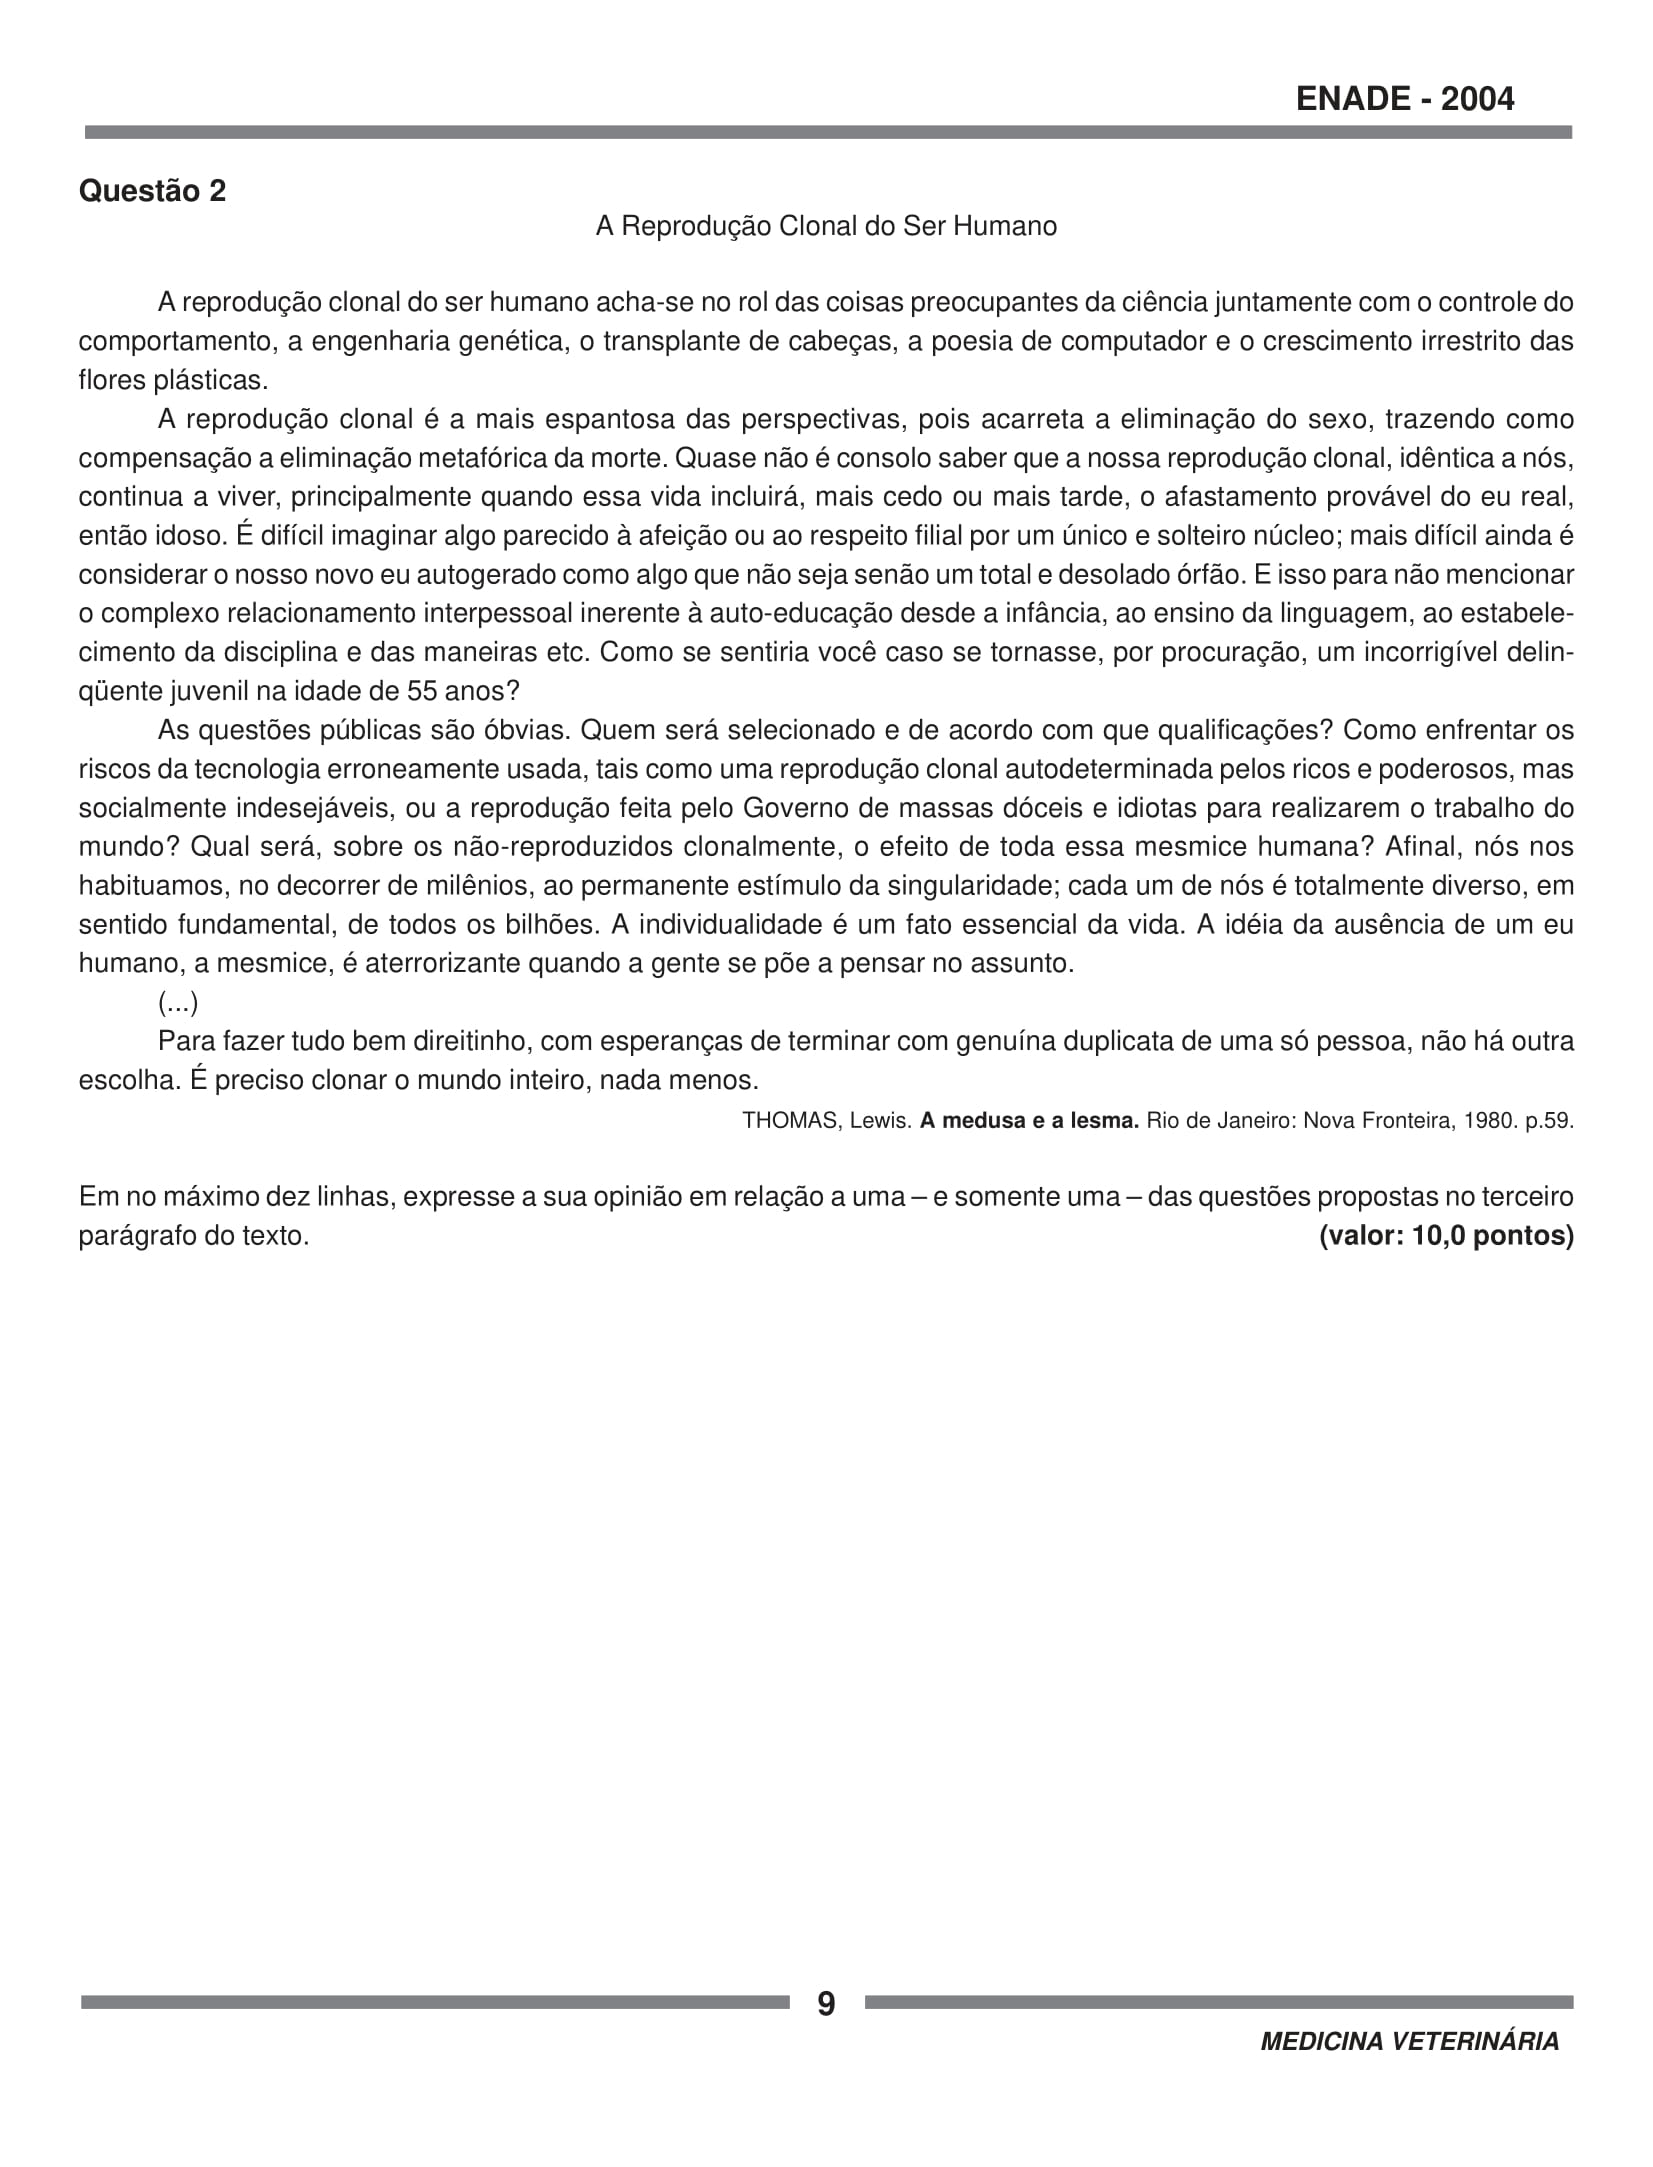 ENADE - 2004
Questão 2
A Reprodução Clonal do Ser Humano
A reprodução clonal do ser humano acha-se no rol das coisas preocupantes da ciência juntamente com o controle do
comportamento, a engenharia genética, o transplante de cabeças, a poesia de computador e o crescimento irrestrito das
flores plásticas.
A reprodução clonal é a mais espantosa das perspectivas, pois acarreta a eliminação do sexo, trazendo como
compensação a eliminação metafórica da morte. Quase não é consolo saber que a nossa reprodução clonal, idêntica a nós,
continua a viver, principalmente quando essa vida incluirá, mais cedo ou mais tarde, o afastamento provável do eu real,
então idoso. É difícil imaginar algo parecido à afeição ou ao respeito filial por um único e solteiro núcleo; mais difícil ainda é
considerar o nosso novo eu autogerado como algo que não seja senão um total e desolado órfão. E isso para não mencionar
o complexo relacionamento interpessoal inerente à auto-educação desde a infância, ao ensino da linguagem, ao estabele-
cimento da disciplina e das maneiras etc. Como se sentiria você caso se tornasse, por procuração, um incorrigível delin-
qüente juvenil na idade de 55 anos?
As questões públicas são óbvias. Quem será selecionado e de acordo com que qualificações? Como enfrentar os
riscos da tecnologia erroneamente usada, tais como uma reprodução clonal autodeterminada pelos ricos e poderosos, mas
socialmente indesejáveis, ou a reprodução feita pelo Governo de massas dóceis e idiotas para realizarem o trabalho do
mundo? Qual será, sobre os não-reproduzidos clonalmente, o efeito de toda essa mesmice humana? Afinal, nós nos
habituamos, no decorrer de milênios, ao permanente estímulo da singularidade; cada um de nós é totalmente diverso, em
sentido fundamental, de todos os bilhões. A individualidade é um fato essencial da vida. A idéia da ausência de um eu
humano, a mesmice, é aterrorizante quando a gente se põe a pensar no assunto.
(...)
Para fazer tudo bem direitinho, com esperanças de terminar com genuína duplicata de uma só pessoa, não há outra
escolha. É preciso clonar o mundo inteiro, nada menos.
THOMAS, Lewis. A medusa e a lesma. Rio de Janeiro: Nova Fronteira, 1980. p.59.
Em no máximo dez linhas, expresse a sua opinião em relação a uma – e somente uma – das questões propostas no terceiro
parágrafo do texto. (valor: 10,0 pontos)
9
MEDICINA VETERINÁRIA